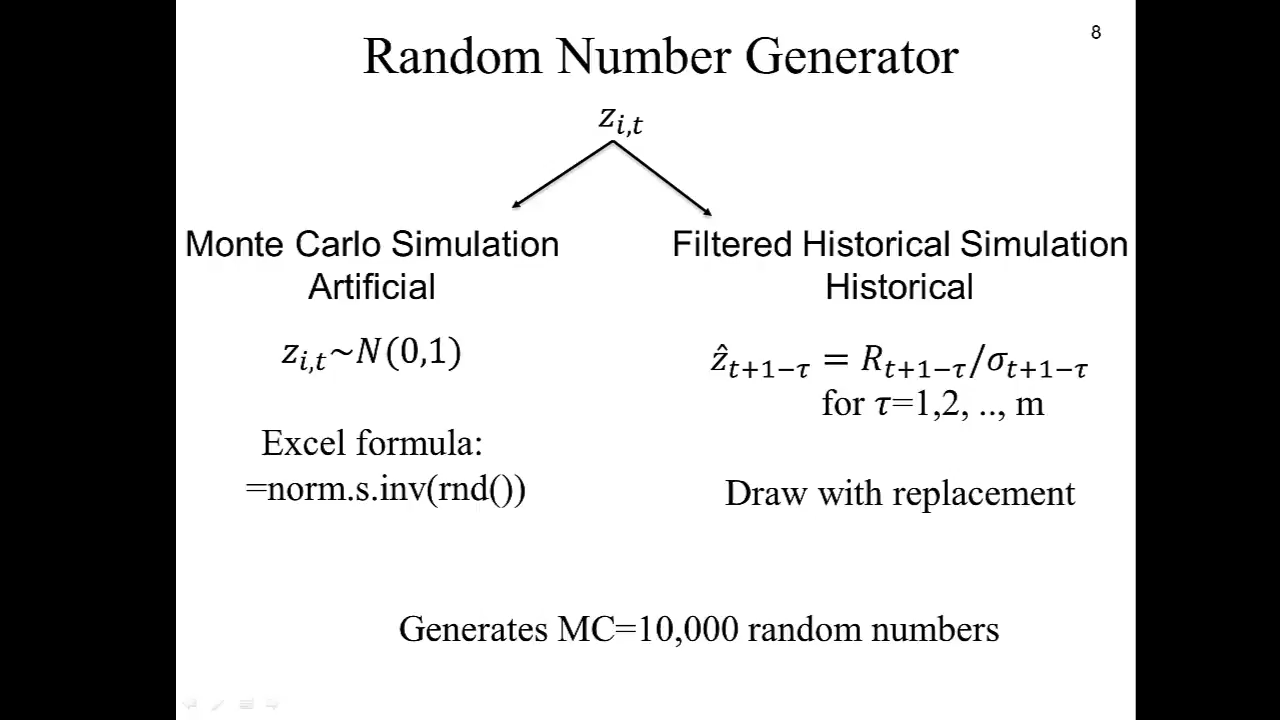 8
Random Number Generator
z_{i,t}
Monte Carlo Simulation
Artificial
z_{i,t}~N(0,1)
Excel formula:
=norm.s.inv(rnd())
Filtered Historical Simulation
Historical
ẑ_{t+1−τ} = R_{t+1−τ}/σ_{t+1−τ}
for τ=1,2, .., m
Draw with replacement
Generates MC=10,000 random numbers